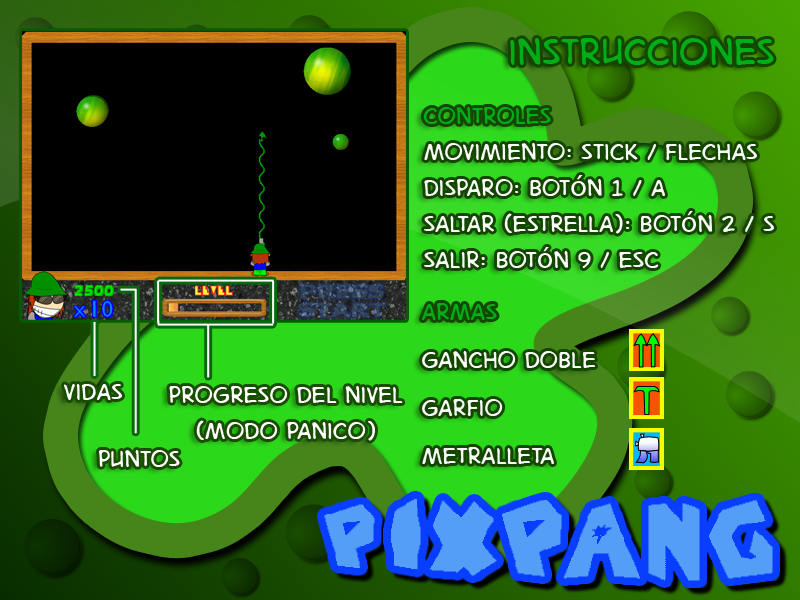 INSTRUCCIONES
CONTROLES
MOVIMIENTO: STICK / FLECHAS
DISPARO: BOTÓN 1 / A
SALTAR (ESTRELLA): BOTÓN 2 / S
SALIR: BOTÓN 9 / ESC
2500
x10
LEVEL
VIDAS
PUNTOS
PROGRESO DEL NIVEL
(MODO PANICO)
ARMAS
GANCHO DOBLE
GARFIO
METRALLETA
PIXPANG